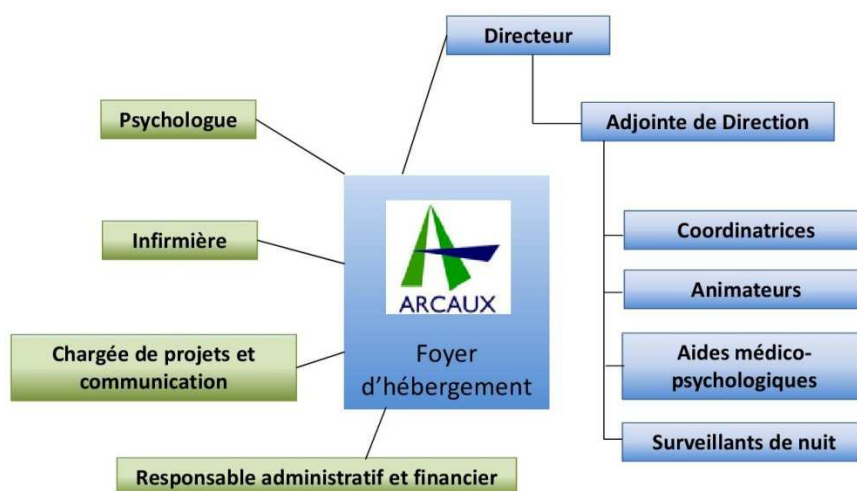 Directeur
Psychologue
Adjointe de Direction
Infirmière
Coordinatrices
ARCAUX
Animateurs
Chargée de projets et
communication
Foyer
d’hébergement
Aides médico-
psychologiques
Surveillants de nuit
Responsable administratif et financier